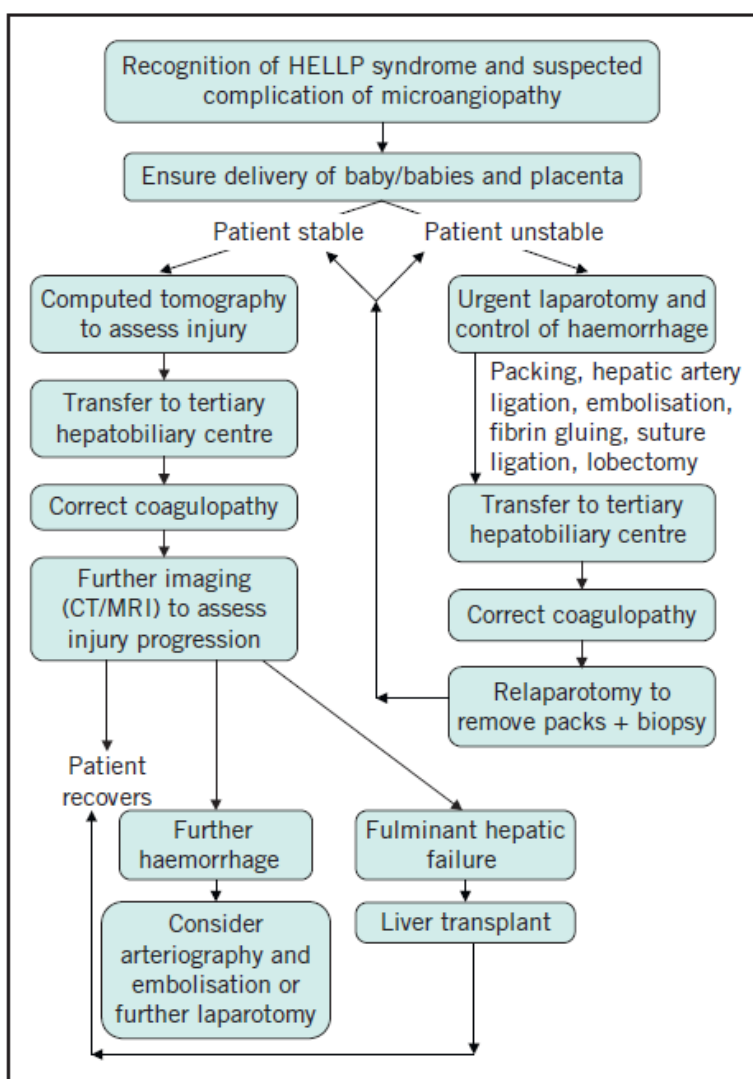 Recognition of HELLP syndrome and suspected
complication of microangiopathy
Ensure delivery of baby/babies and placenta
Patient stable
Patient unstable
Computed tomography
to assess injury
Transfer to tertiary
hepatobiliary centre
Correct coagulopathy
Further imaging
(CT/MRI) to assess
injury progression
Urgent laparotomy and
control of haemorrhage
Packing, hepatic artery
ligation, embolisation,
fibrin gluing, suture
ligation, lobectomy
Transfer to tertiary
hepatobiliary centre
Correct coagulopathy
Relaparotomy to
remove packs + biopsy
Patient
recovers
Further
haemorrhage
Consider
arteriography and
embolisation or
further laparotomy
Fulminant hepatic
failure
Liver transplant